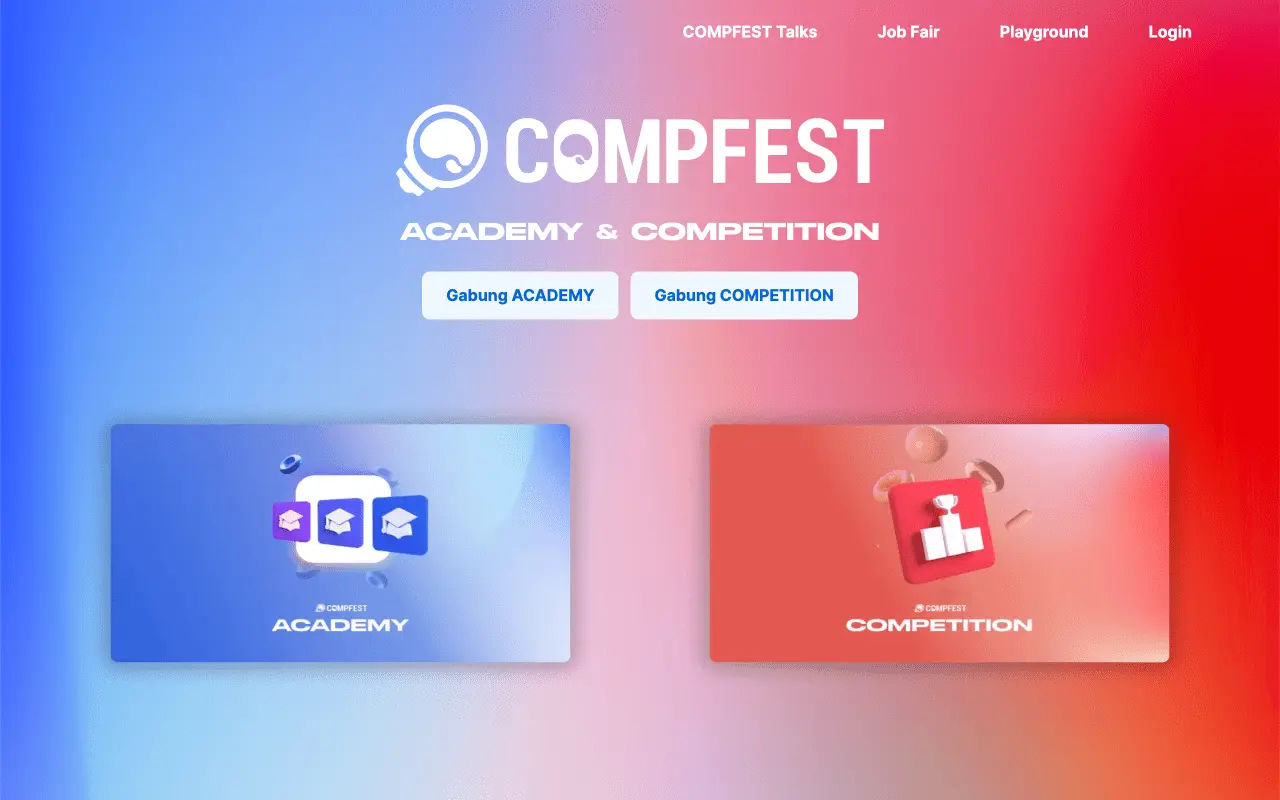 COMPFEST Talks Job Fair Playground Login
COMPFEST
ACADEMY & COMPETITION
Gabung ACADEMY Gabung COMPETITION
COMPFEST
ACADEMY
COMPFEST
COMPETITION